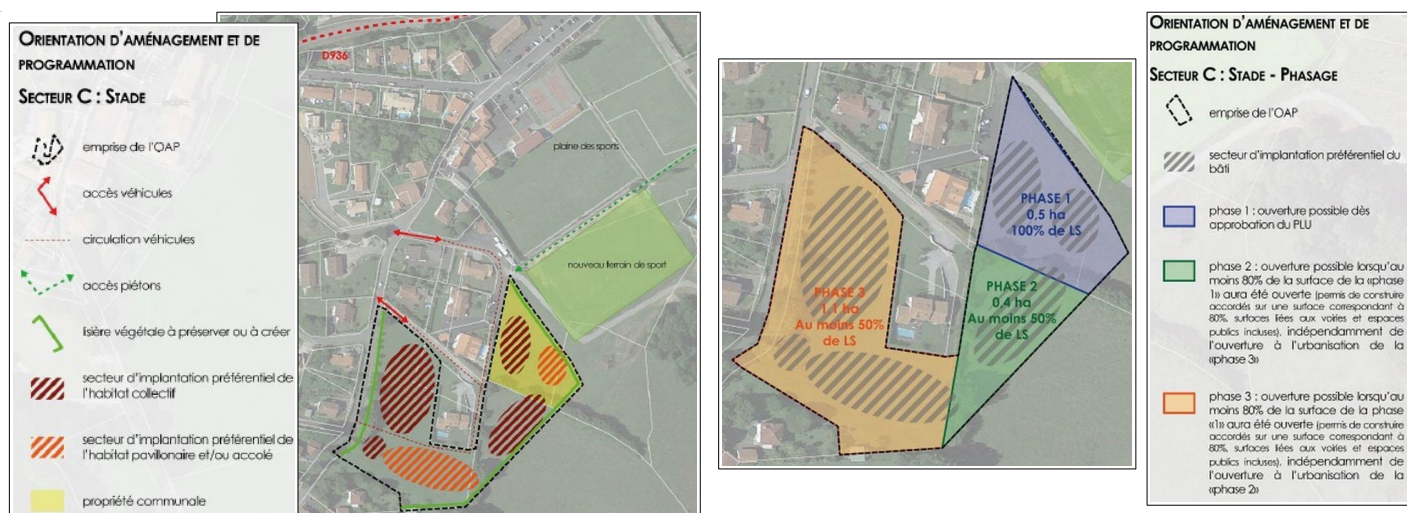 ORIENTATION D'AMÉNAGEMENT ET DE
PROGRAMMATION
SECTEUR C : STADE
emprise de l'OAP
accès véhicules
circulation véhicules
accès piétons
lisière végétale à préserver ou à créer
secteur d'implantation préférentiel de
l'habitat collectif
secteur d'implantation préférentiel de
l'habitat pavillonaire et/ou accolé
propriété communale
D936
plaine des sports
nouveau terrain de sport
PHASE 1
0,5 ha
100% de LS
PHASE 2
0,4 ha
Au moins 50%
de LS
PHASE 3
1,1 ha
Au moins 50%
de LS
ORIENTATION D'AMÉNAGEMENT ET DE
PROGRAMMATION
SECTEUR C : STADE - PHASAGE
emprise de l'OAP
secteur d'implantation préférentiel du
bâti
phase 1 : ouverture possible dès
approbation du PLU
phase 2 : ouverture possible lorsqu'au
moins 80% de la surface de la «phase
1» aura été ouverte (permis de construire
accordés sur une surface correspondant à
80%, surfaces liées aux voiries et espaces
publics incluses), indépendamment de
l'ouverture à l'urbanisation de la
«phase 3»
phase 3 : ouverture possible lorsqu'au
moins 80% de la surface de la phase
«1» aura été ouverte (permis de construire
accordés sur une surface correspondant à
80%, surfaces liées aux voiries et espaces
publics incluses), indépendamment de
l'ouverture à l'urbanisation de la
«phase 2»